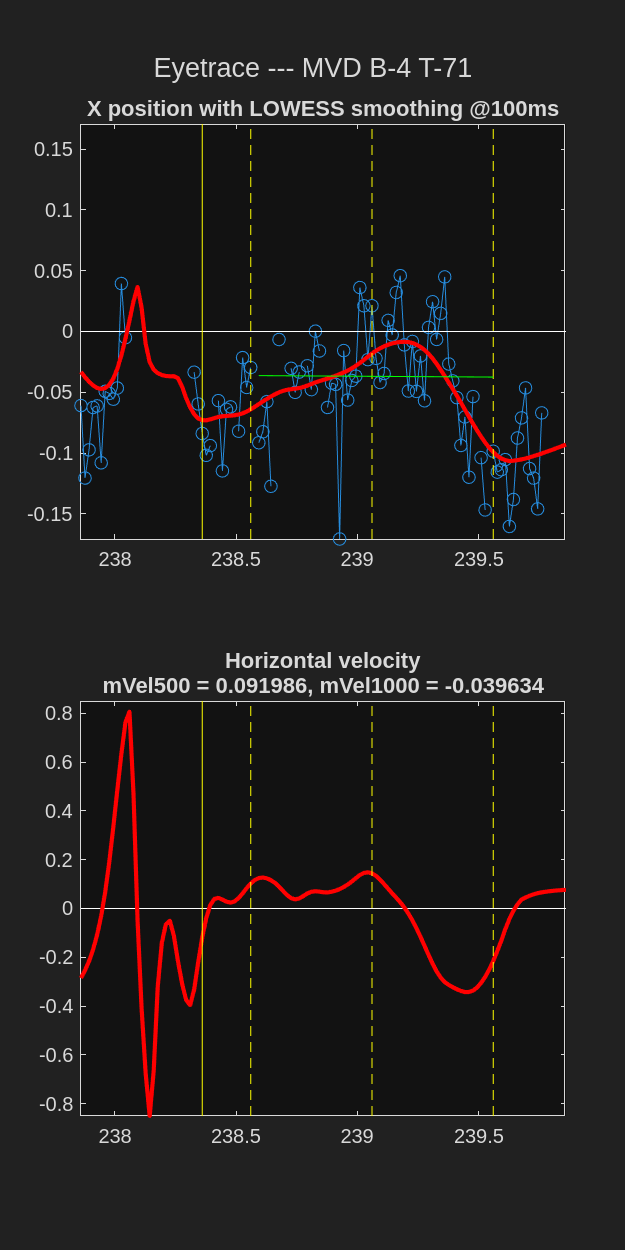 Eyetrace --- MVD B-4 T-71
X position with LOWESS smoothing @100ms
0.15
0.1
0.05
0
-0.05
-0.1
-0.15
238 238.5 239 239.5
Horizontal velocity
mVel500 = 0.091986, mVel1000 = -0.039634
0.8
0.6
0.4
0.2
0
-0.2
-0.4
-0.6
-0.8
238 238.5 239 239.5